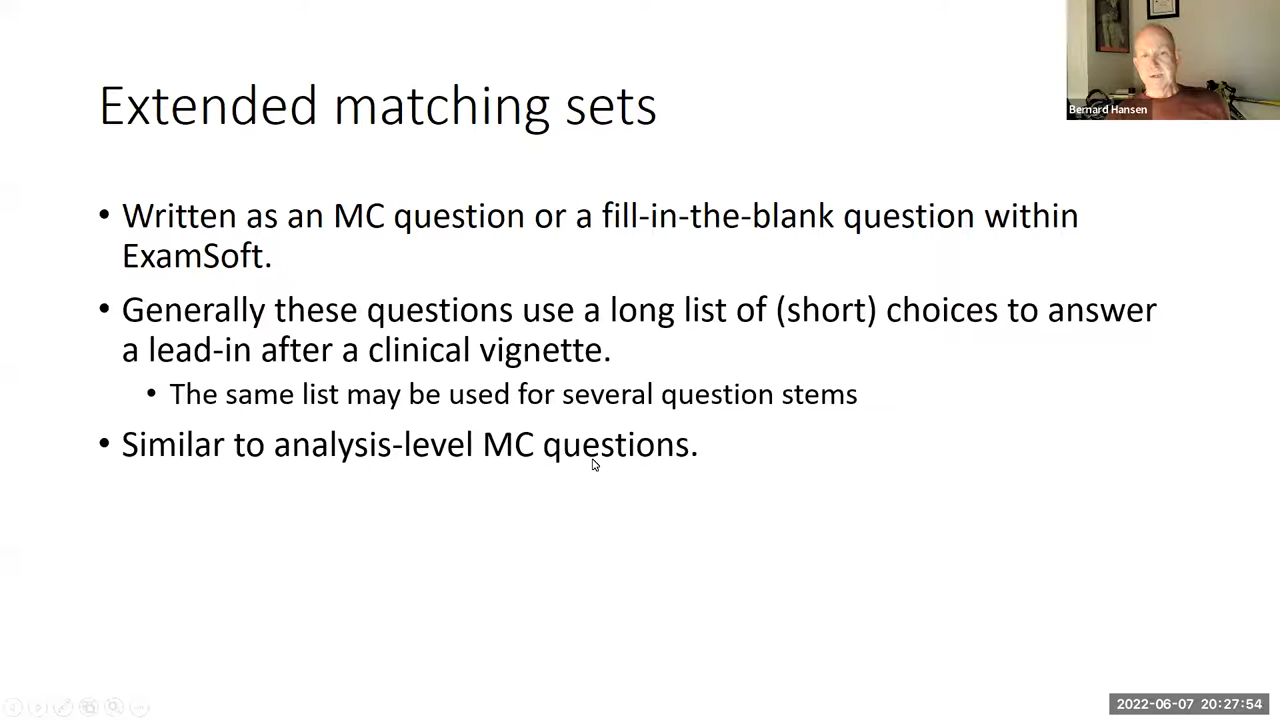 Extended matching sets
Bernard Hansen
• Written as an MC question or a fill-in-the-blank question within
ExamSoft.
• Generally these questions use a long list of (short) choices to answer
a lead-in after a clinical vignette.
• The same list may be used for several question stems
• Similar to analysis-level MC questions.
2022-06-07 20:27:54